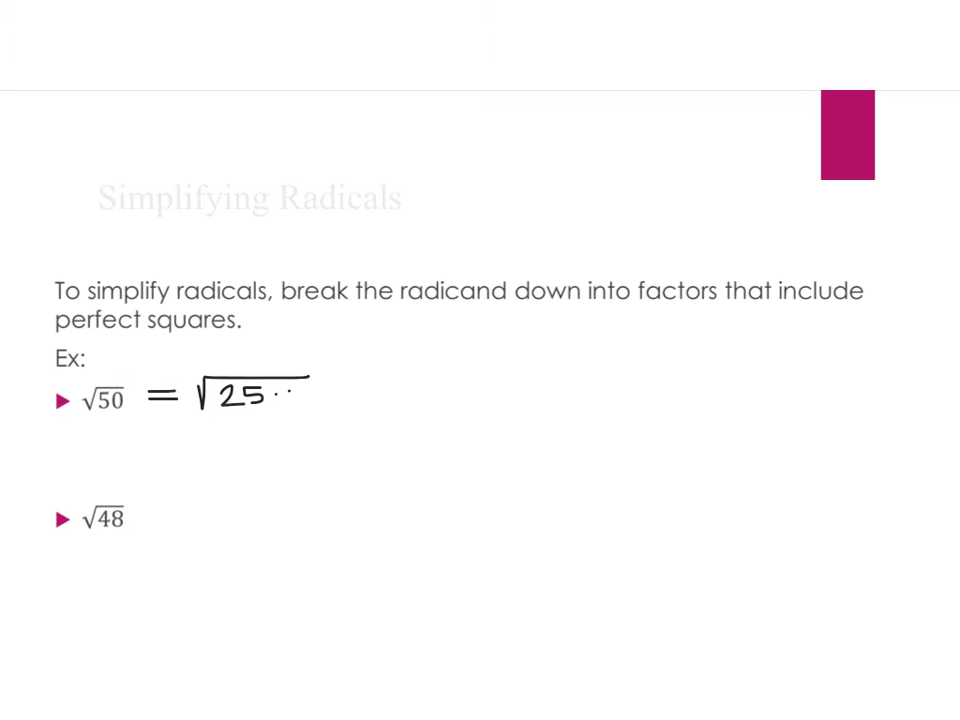 Simplifying Radicals
To simplify radicals, break the radicand down into factors that include
perfect squares.
Ex:
▶ √50 = √25 ··
▶ √48